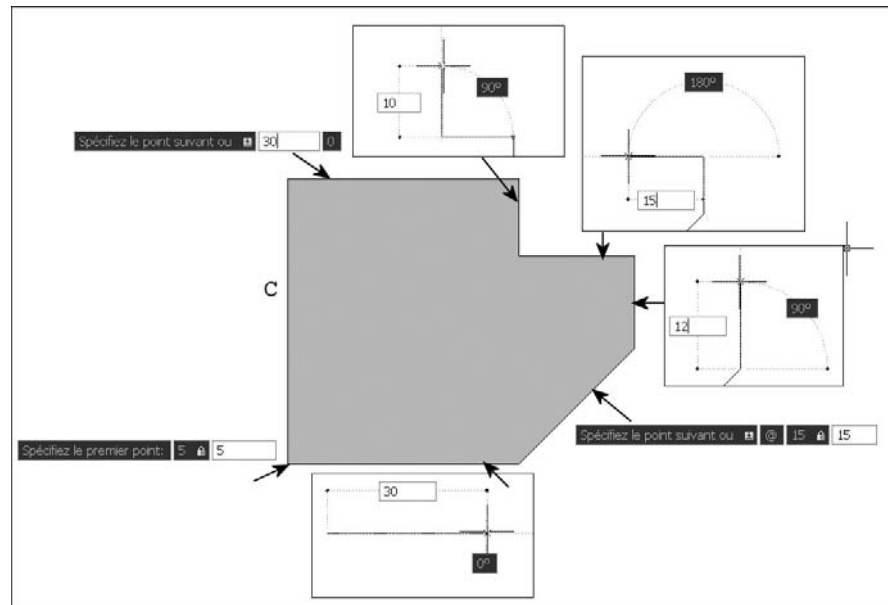 10
90°
180°
Spécifiez le point suivant ou 30 0
15
C
12
90°
Spécifiez le point suivant ou @ 15 15
Spécifiez le premier point: 5 5
30
0°